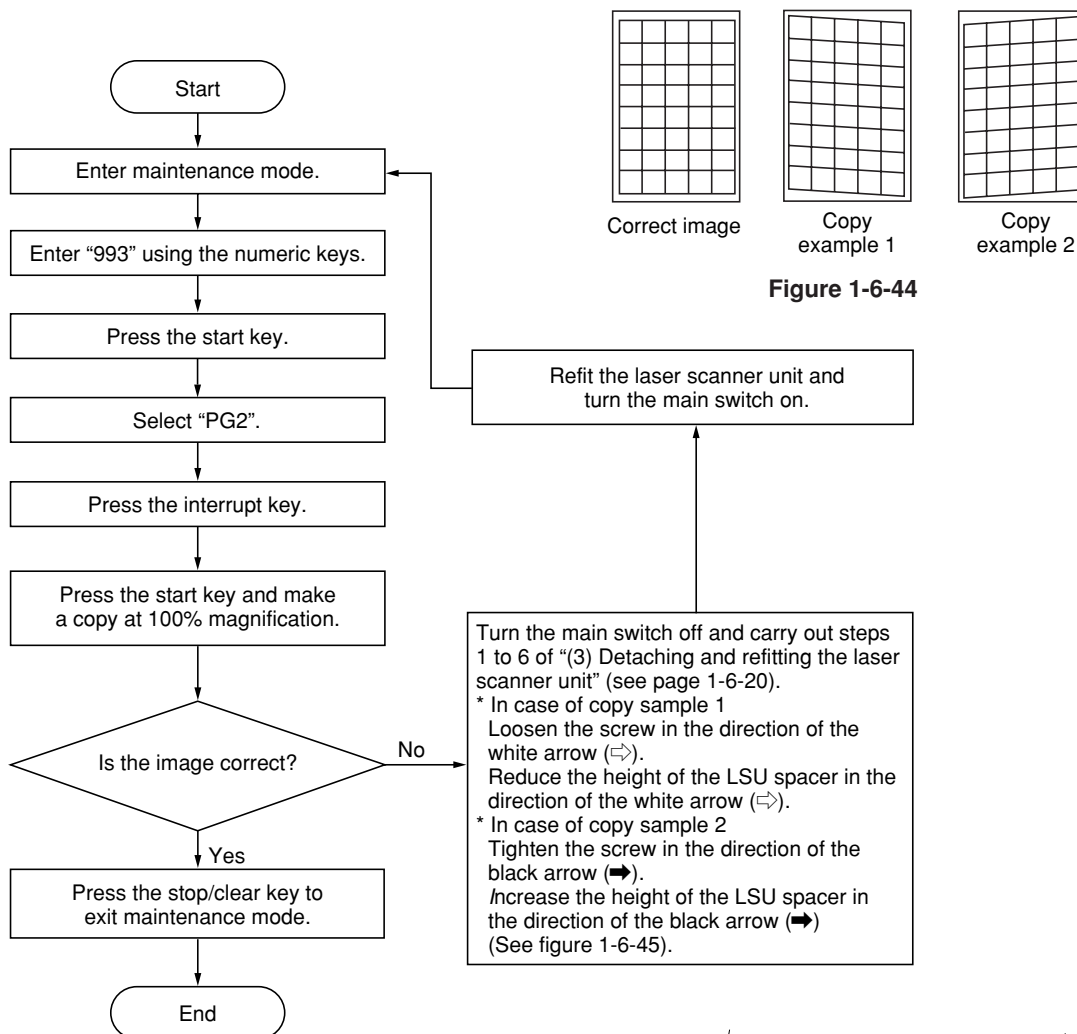 Start
Enter maintenance mode.
Enter “993” using the numeric keys.
Press the start key.
Select “PG2”.
Press the interrupt key.
Press the start key and make
a copy at 100% magnification.
Is the image correct?
No
Yes
Press the stop/clear key to
exit maintenance mode.
End
Turn the main switch off and carry out steps
1 to 6 of “(3) Detaching and refitting the laser
scanner unit” (see page 1-6-20).
* In case of copy sample 1
Loosen the screw in the direction of the
white arrow (⇨).
Reduce the height of the LSU spacer in the
direction of the white arrow (⇨).
* In case of copy sample 2
Tighten the screw in the direction of the
black arrow (➡).
Increase the height of the LSU spacer in
the direction of the black arrow (➡)
(See figure 1-6-45).
Refit the laser scanner unit and
turn the main switch on.
Correct image
Copy
example 1
Copy
example 2
Figure 1-6-44